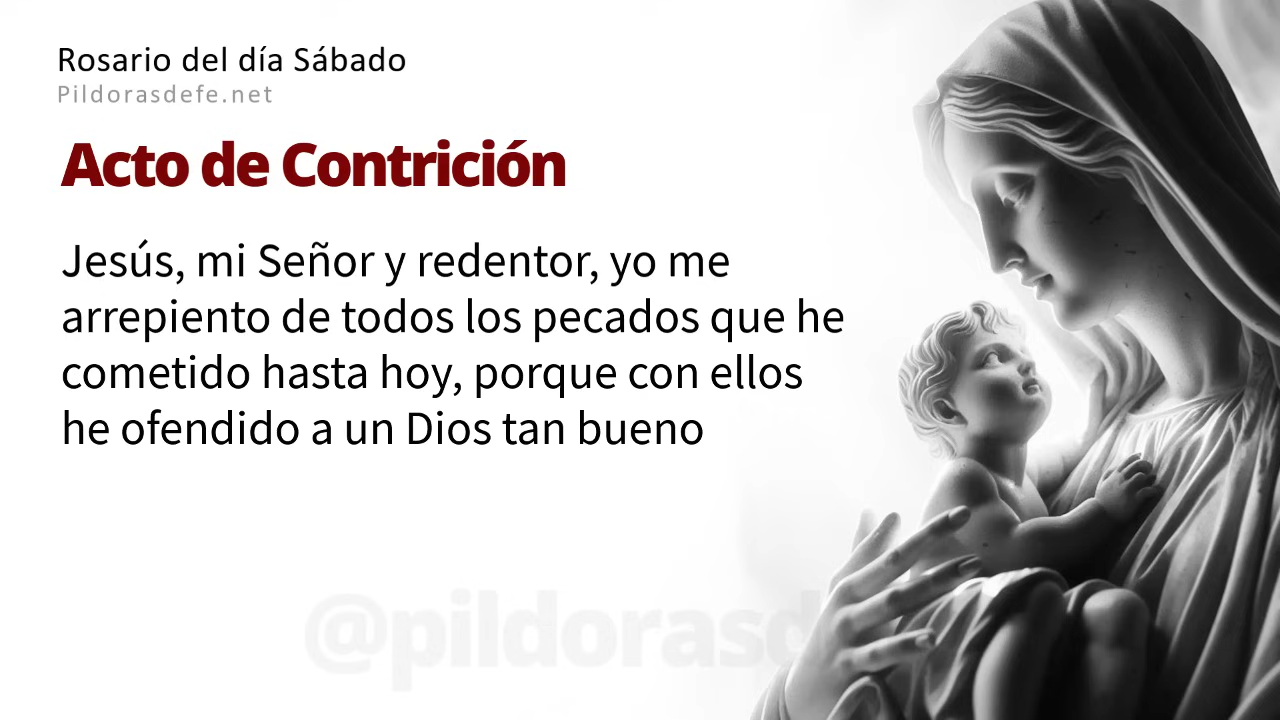 Rosario del día Sábado
Pildorasdefe.net
Acto de Contrición
Jesús, mi Señor y redentor, yo me
arrepiento de todos los pecados que he
cometido hasta hoy, porque con ellos
he ofendido a un Dios tan bueno
@pildorasd